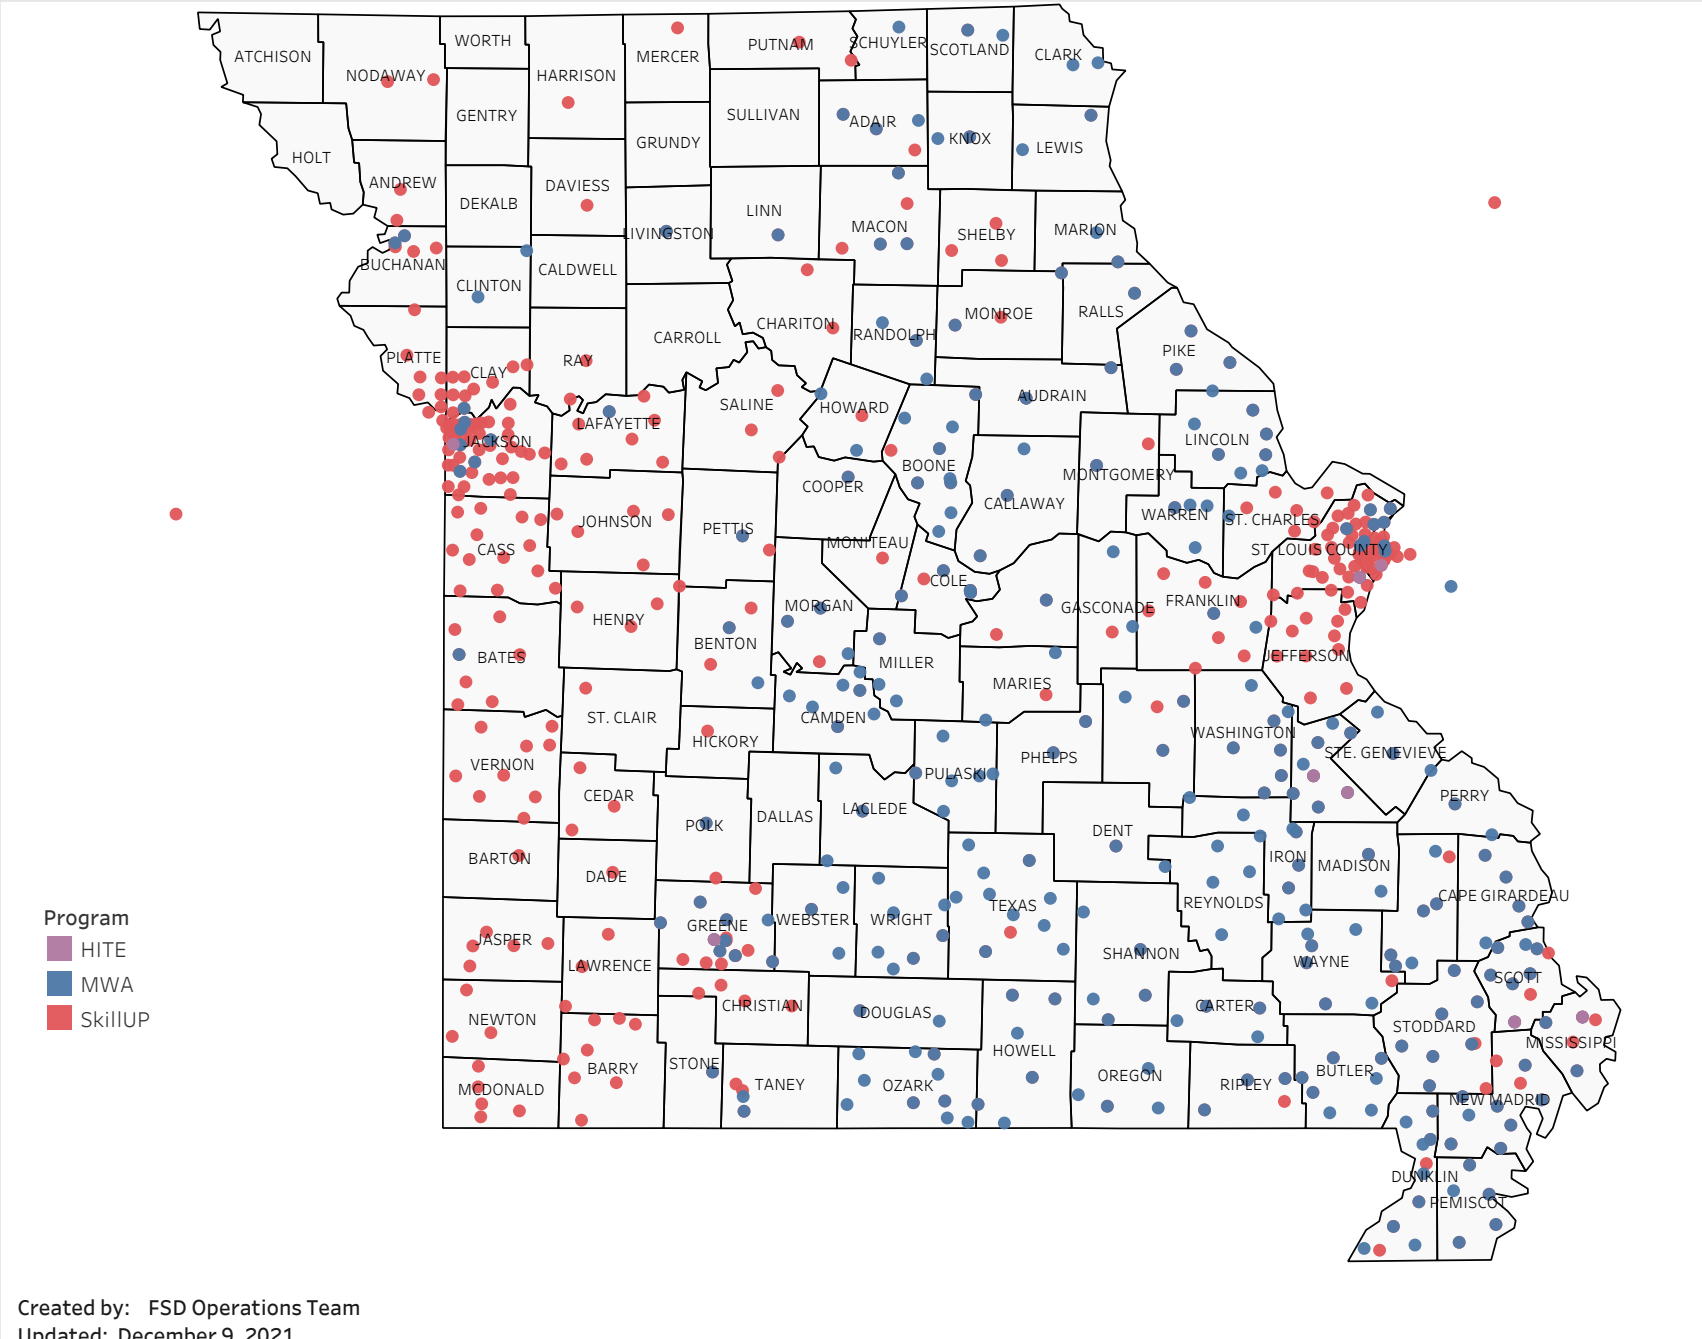 WORTH
ATCHISON
NODAWAY
HARRISON
MERCER
PUTNAM
SCHUYLER
SCOTLAND
CLARK
GENTRY
SULLIVAN
ADAIR
KNOX
LEWIS
HOLT
GRUNDY
ANDREW
DEKALB
DAVIESS
LINN
MACON
SHELBY
MARION
LIVINGSTON
BUCHANAN
CLINTON
CALDWELL
CHARITON
RANDOLPH
MONROE
RALLS
CARROLL
PIKE
PLATTE
CLAY
RAY
SALINE
HOWARD
AUDRAIN
LAFAYETTE
JACKSON
LINCOLN
BOONE
MONTGOMERY
COOPER
CALLAWAY
WARREN
ST. CHARLES
JOHNSON
PETTIS
MONITEAU
CASS
ST. LOUIS COUNTY
COLE
MORGAN
GASCONADE
FRANKLIN
HENRY
BENTON
BATES
MILLER
JEFFERSON
MARIES
ST. CLAIR
CAMDEN
HICKORY
WASHINGTON
STE. GENEVIEVE
VERNON
PULASKI
PHELPS
CEDAR
PERRY
LACLEDE
POLK
DALLAS
DENT
BARTON
IRON
MADISON
DADE
CAPE GIRARDEAU
REYNOLDS
TEXAS
WEBSTER
WRIGHT
GREENE
JASPER
SHANNON
WAYNE
LAWRENCE
SCOTT
CHRISTIAN
DOUGLAS
CARTER
NEWTON
STODDARD
MISSISSIPPI
HOWELL
STONE
BARRY
BUTLER
OREGON
RIPLEY
TANEY
OZARK
MCDONALD
NEW MADRID
DUNKLIN
PEMISCOT
Program
HITE
MWA
SkillUP
Created by: FSD Operations Team
Updated: December 9, 2021